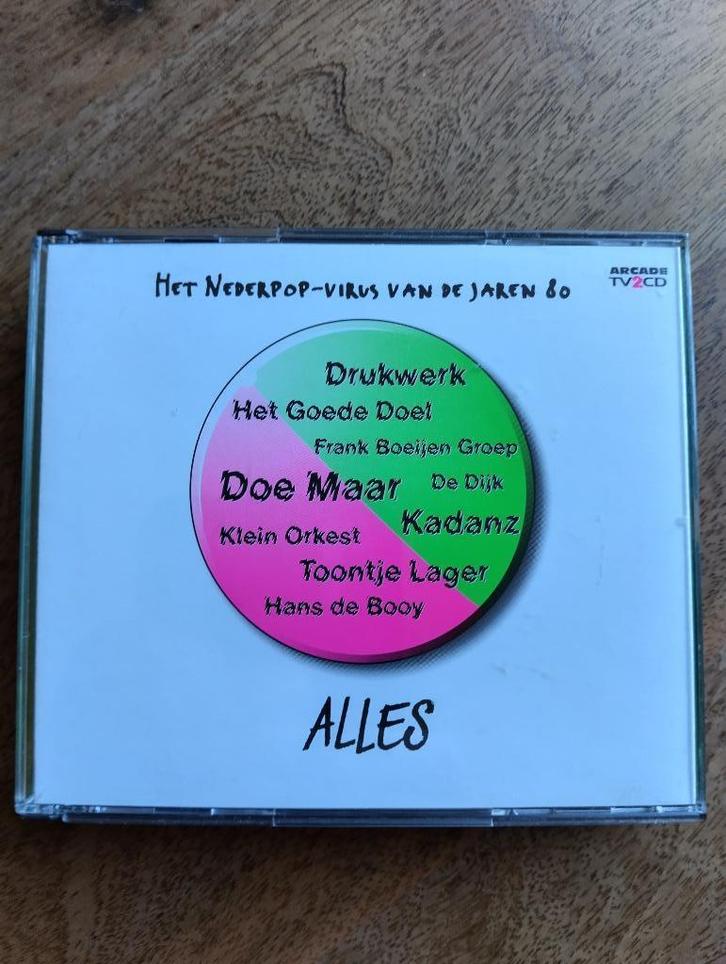 Het Nederpop-virus van de jaren 80
ARCADE
TV2CD
Drukwerk
Het Goede Doel
Frank Boeijen Groep
Doe Maar
De Dijk
Kadanz
Klein Orkest
Toontje Lager
Hans de Booy
ALLES